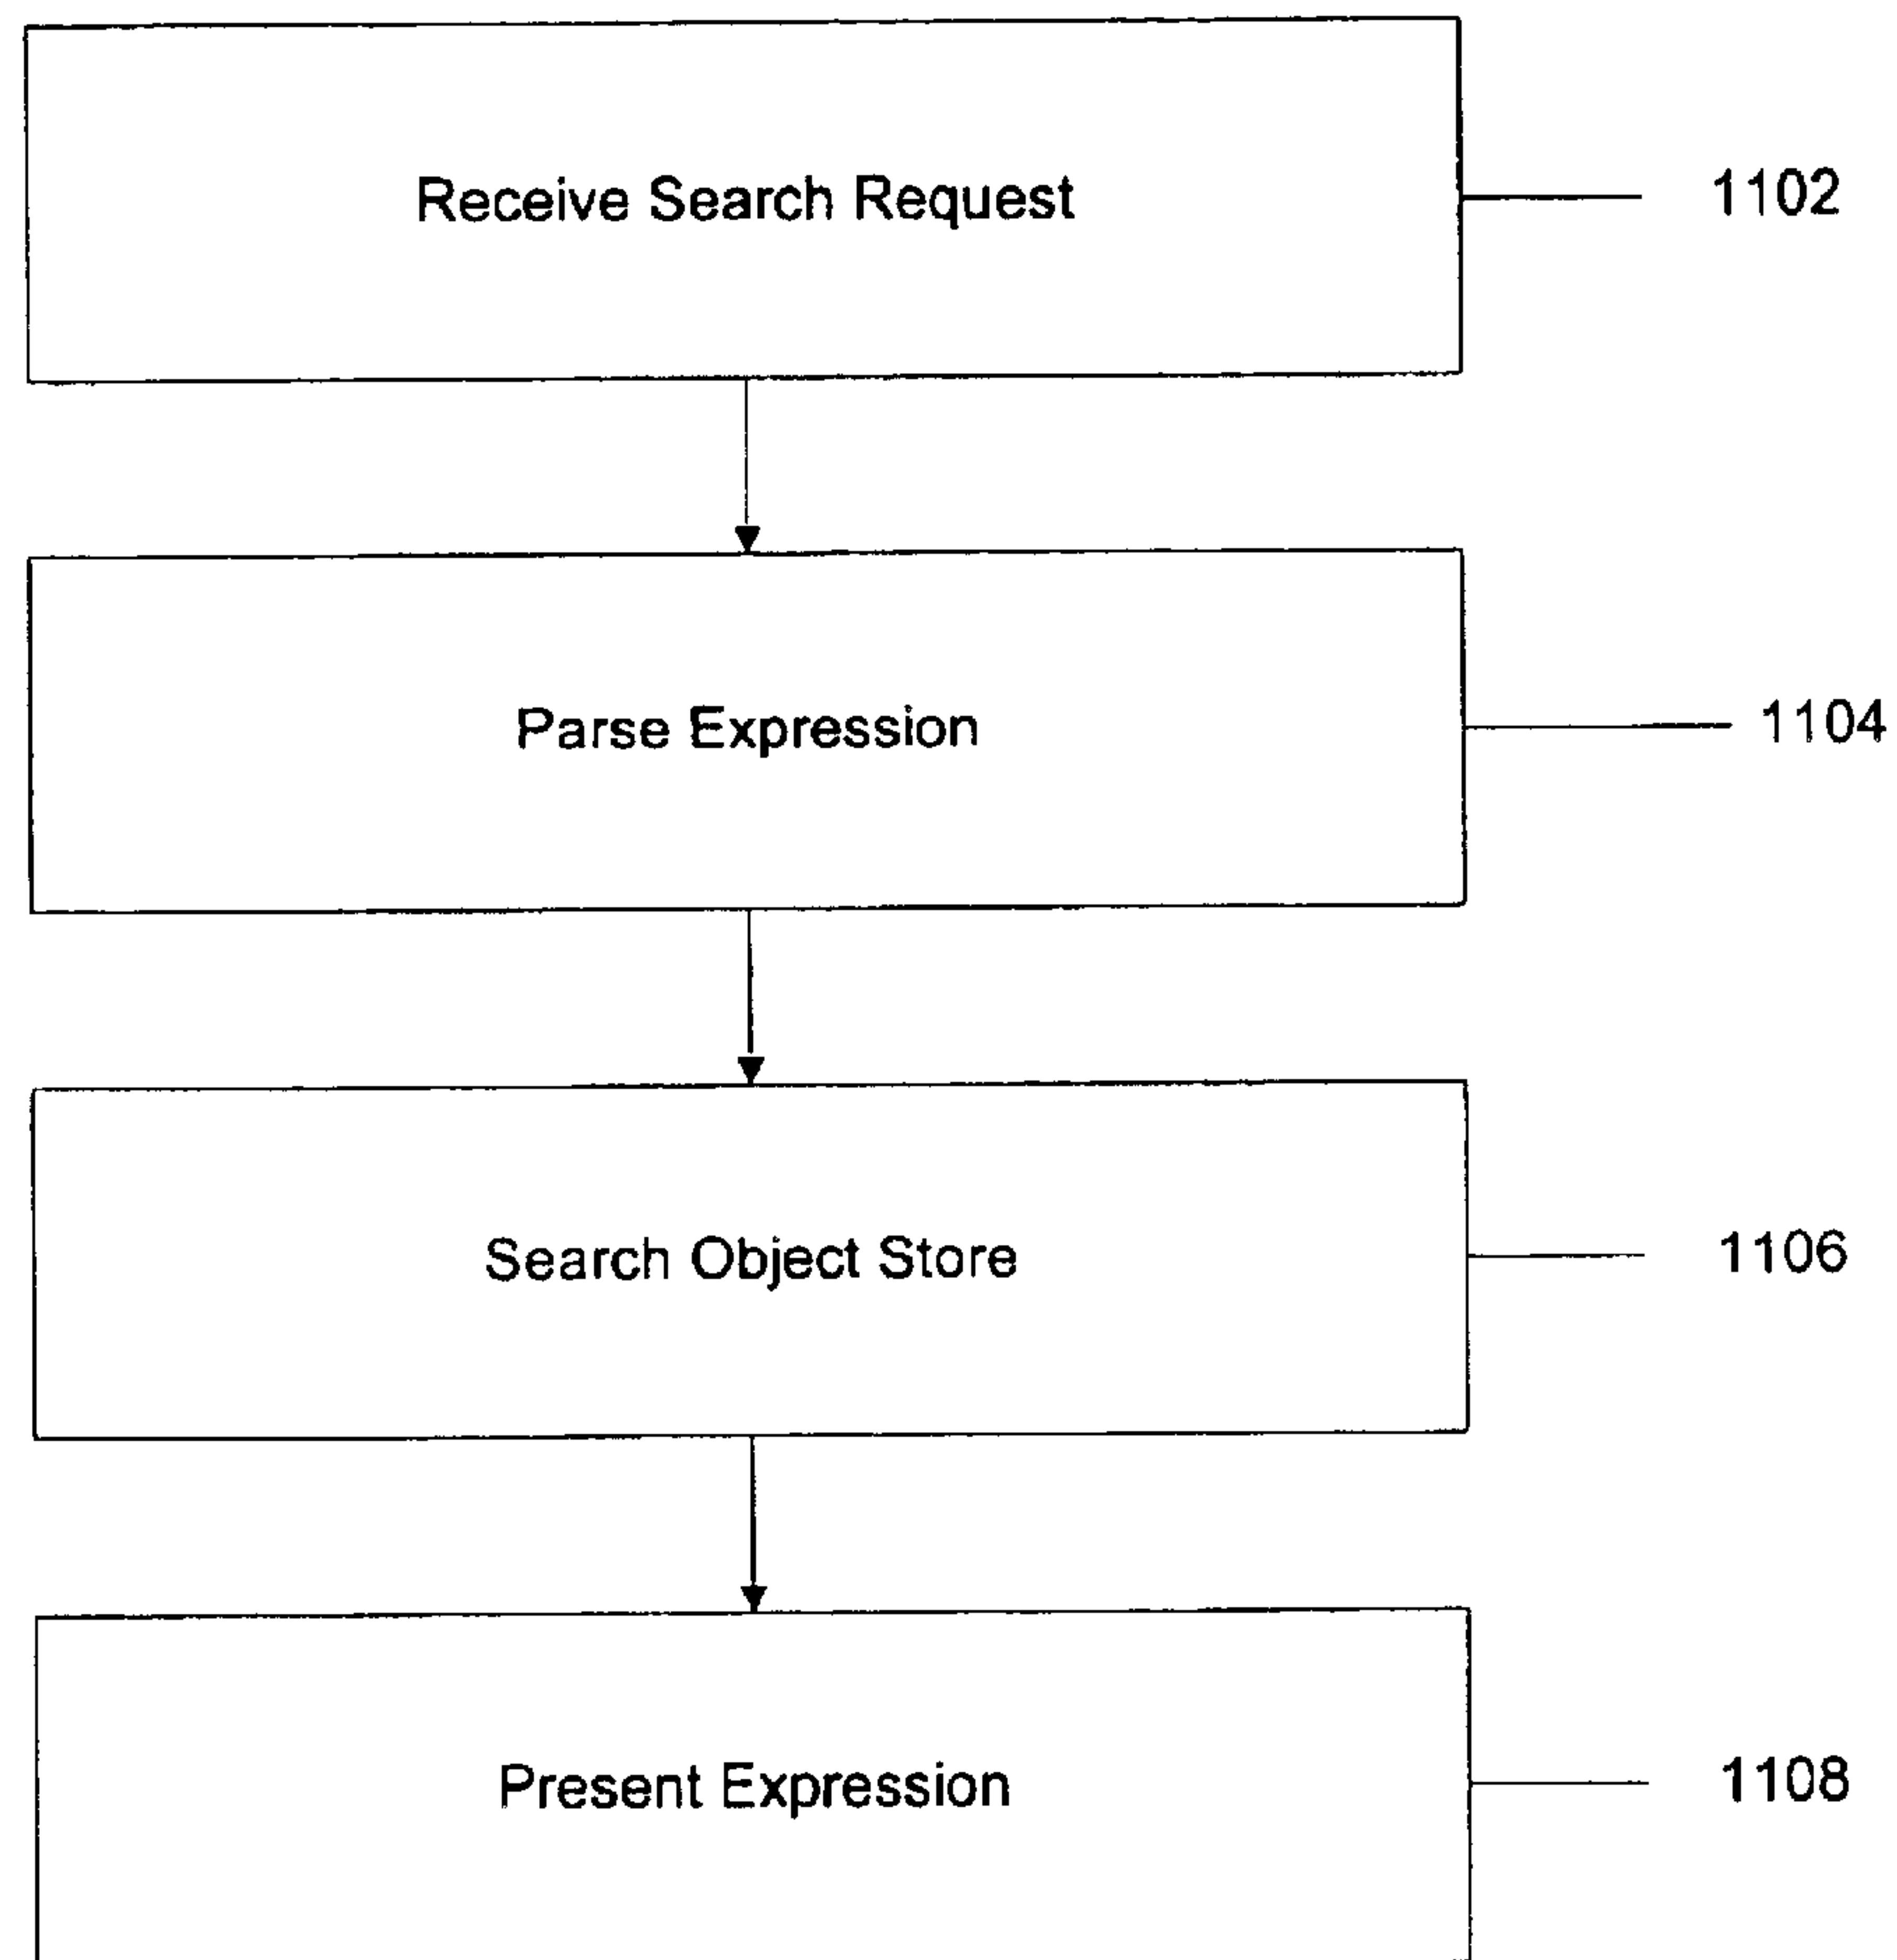 Receive Search Request
1102
Parse Expression
1104
Search Object Store
1106
Present Expression
1108